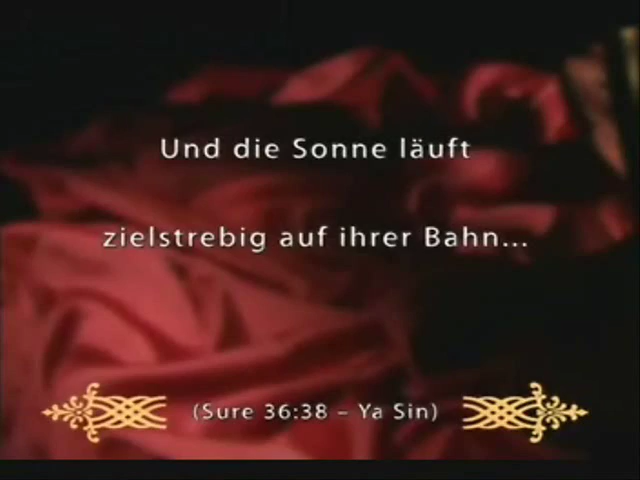 Und die Sonne läuft
zielstrebig auf ihrer Bahn...
(Sure 36:38 – Ya Sin)